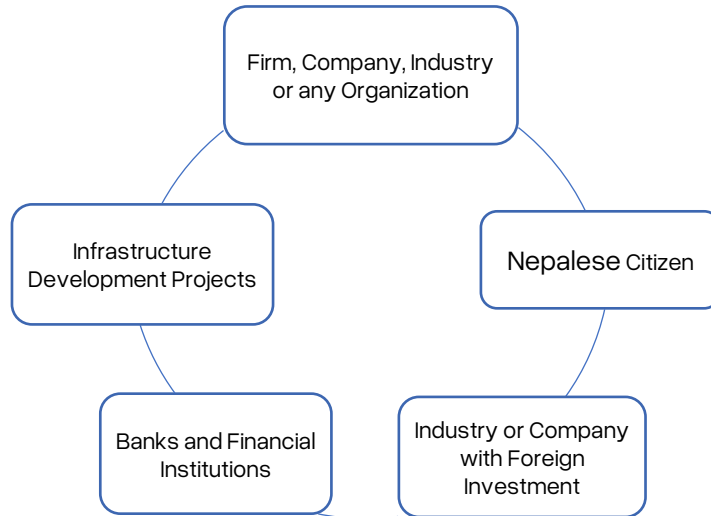 Firm, Company, Industry
or any Organization
Infrastructure
Development Projects
Nepalese Citizen
Banks and Financial
Institutions
Industry or Company
with Foreign
Investment